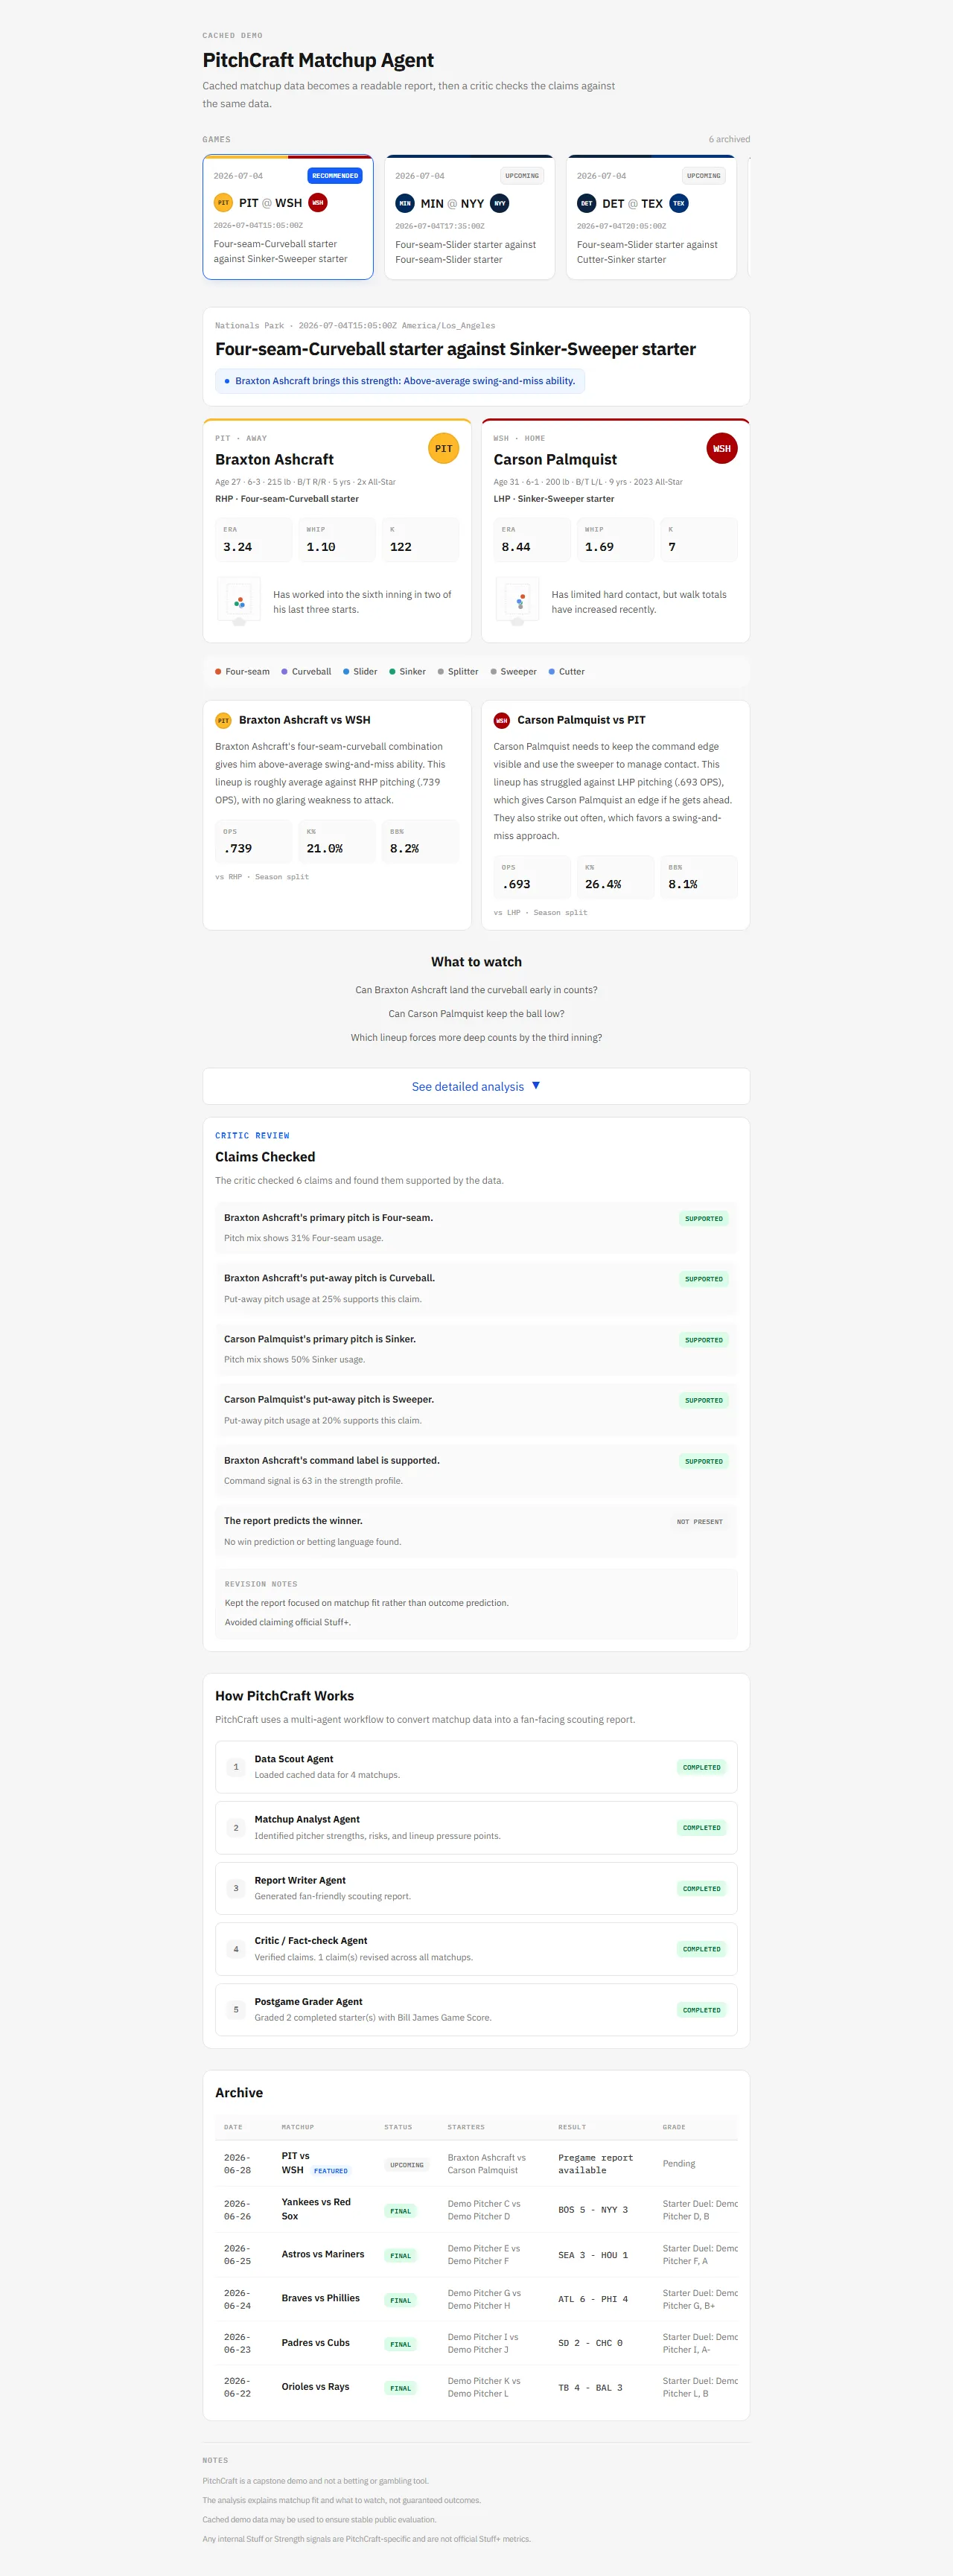 CACHED DEMO
PitchCraft Matchup Agent
Cached matchup data becomes a readable report, then a critic checks the claims against
the same data.
GAMES
6 archived
2026-07-04
RECOMMENDED
PIT PIT @ WSH WSH
2026-07-04T15:05:00Z
Four-seam-Curveball starter
against Sinker-Sweeper starter
2026-07-04
UPCOMING
MIN MIN @ NYY NYY
2026-07-04T17:35:00Z
Four-seam-Slider starter against
Four-seam-Slider starter
2026-07-04
UPCOMING
DET DET @ TEX TEX
2026-07-04T20:05:00Z
Four-seam-Slider starter against
Cutter-Sinker starter
Nationals Park · 2026-07-04T15:05:00Z America/Los_Angeles
Four-seam-Curveball starter against Sinker-Sweeper starter
Braxton Ashcraft brings this strength: Above-average swing-and-miss ability.
PIT · AWAY
PIT
Braxton Ashcraft
Age 27 · 6-3 · 215 lb · B/T R/R · 5 yrs · 2x All-Star
RHP · Four-seam-Curveball starter
ERA
3.24
WHIP
1.10
K
122
Has worked into the sixth inning in two of
his last three starts.
WSH · HOME
WSH
Carson Palmquist
Age 31 · 6-1 · 200 lb · B/T L/L · 9 yrs · 2023 All-Star
LHP · Sinker-Sweeper starter
ERA
8.44
WHIP
1.69
K
7
Has limited hard contact, but walk totals
have increased recently.
Four-seam
Curveball
Slider
Sinker
Splitter
Sweeper
Cutter
PIT Braxton Ashcraft vs WSH
Braxton Ashcraft's four-seam-curveball combination
gives him above-average swing-and-miss ability. This
lineup is roughly average against RHP pitching (.739
OPS), with no glaring weakness to attack.
OPS
.739
K%
21.0%
BB%
8.2%
vs RHP · Season split
WSH Carson Palmquist vs PIT
Carson Palmquist needs to keep the command edge
visible and use the sweeper to manage contact. This
lineup has struggled against LHP pitching (.693 OPS),
which gives Carson Palmquist an edge if he gets ahead.
They also strike out often, which favors a swing-and-
miss approach.
OPS
.693
K%
26.4%
BB%
8.1%
vs LHP · Season split
What to watch
Can Braxton Ashcraft land the curveball early in counts?
Can Carson Palmquist keep the ball low?
Which lineup forces more deep counts by the third inning?
See detailed analysis ▼
CRITIC REVIEW
Claims Checked
The critic checked 6 claims and found them supported by the data.
Braxton Ashcraft's primary pitch is Four-seam.
SUPPORTED
Pitch mix shows 31% Four-seam usage.
Braxton Ashcraft's put-away pitch is Curveball.
SUPPORTED
Put-away pitch usage at 25% supports this claim.
Carson Palmquist's primary pitch is Sinker.
SUPPORTED
Pitch mix shows 50% Sinker usage.
Carson Palmquist's put-away pitch is Sweeper.
SUPPORTED
Put-away pitch usage at 20% supports this claim.
Braxton Ashcraft's command label is supported.
SUPPORTED
Command signal is 63 in the strength profile.
The report predicts the winner.
NOT PRESENT
No win prediction or betting language found.
REVISION NOTES
Kept the report focused on matchup fit rather than outcome prediction.
Avoided claiming official Stuff+.
How PitchCraft Works
PitchCraft uses a multi-agent workflow to convert matchup data into a fan-facing scouting report.
1
Data Scout Agent
Loaded cached data for 4 matchups.
COMPLETED
2
Matchup Analyst Agent
Identified pitcher strengths, risks, and lineup pressure points.
COMPLETED
3
Report Writer Agent
Generated fan-friendly scouting report.
COMPLETED
4
Critic / Fact-check Agent
Verified claims. 1 claim(s) revised across all matchups.
COMPLETED
5
Postgame Grader Agent
Graded 2 completed starter(s) with Bill James Game Score.
COMPLETED
Archive
DATE MATCHUP STATUS STARTERS RESULT GRADE
2026-
06-28
PIT vs
WSH FEATURED
UPCOMING
Braxton Ashcraft vs
Carson Palmquist
Pregame report
available
Pending
2026-
06-26
Yankees vs Red
Sox
FINAL
Demo Pitcher C vs
Demo Pitcher D
BOS 5 - NYY 3
Starter Duel: Demo
Pitcher D, B
2026-
06-25
Astros vs Mariners
FINAL
Demo Pitcher E vs
Demo Pitcher F
SEA 3 - HOU 1
Starter Duel: Demo
Pitcher F, A
2026-
06-24
Braves vs Phillies
FINAL
Demo Pitcher G vs
Demo Pitcher H
ATL 6 - PHI 4
Starter Duel: Demo
Pitcher G, B+
2026-
06-23
Padres vs Cubs
FINAL
Demo Pitcher I vs
Demo Pitcher J
SD 2 - CHC 0
Starter Duel: Demo
Pitcher I, A-
2026-
06-22
Orioles vs Rays
FINAL
Demo Pitcher K vs
Demo Pitcher L
TB 4 - BAL 3
Starter Duel: Demo
Pitcher L, B
NOTES
PitchCraft is a capstone demo and not a betting or gambling tool.
The analysis explains matchup fit and what to watch, not guaranteed outcomes.
Cached demo data may be used to ensure stable public evaluation.
Any internal Stuff or Strength signals are PitchCraft-specific and are not official Stuff+ metrics.